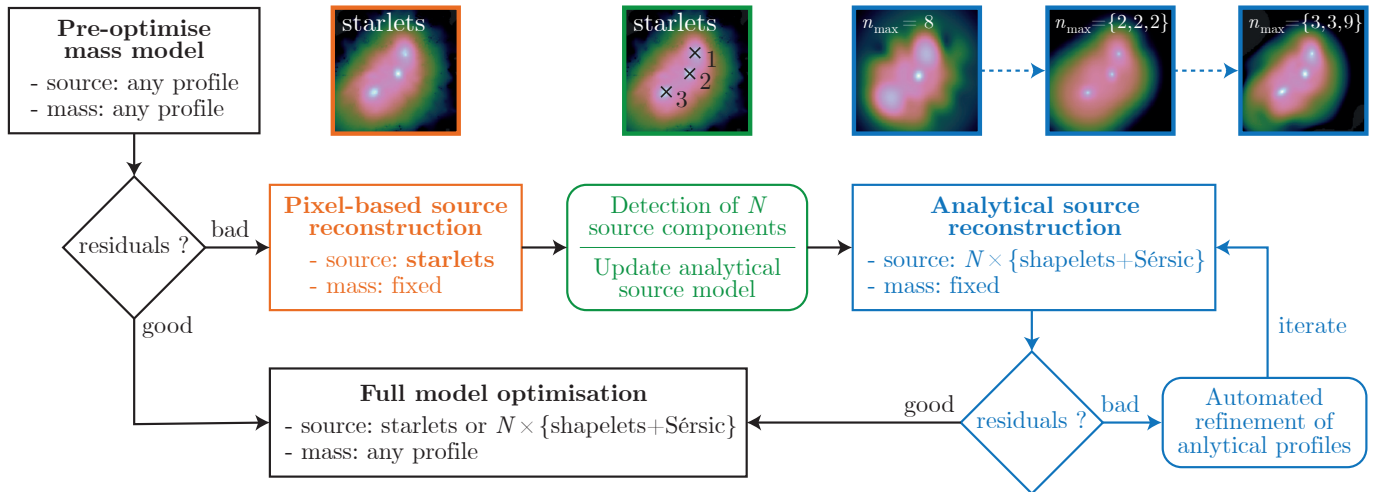 Pre-optimise
mass model
- source: any profile
- mass: any profile
starlets
starlets
1
2
3
n_max = 8
n_max={2,2,2}
n_max={3,3,9}
residuals ?
bad
good
Pixel-based source
reconstruction
- source: starlets
- mass: fixed
Detection of N
source components
Update analytical
source model
Analytical source
reconstruction
- source: N × {shapelets+Sérsic}
- mass: fixed
iterate
Full model optimisation
- source: starlets or N × {shapelets+Sérsic}
- mass: any profile
good
residuals ?
bad
Automated
refinement of
anlytical profiles